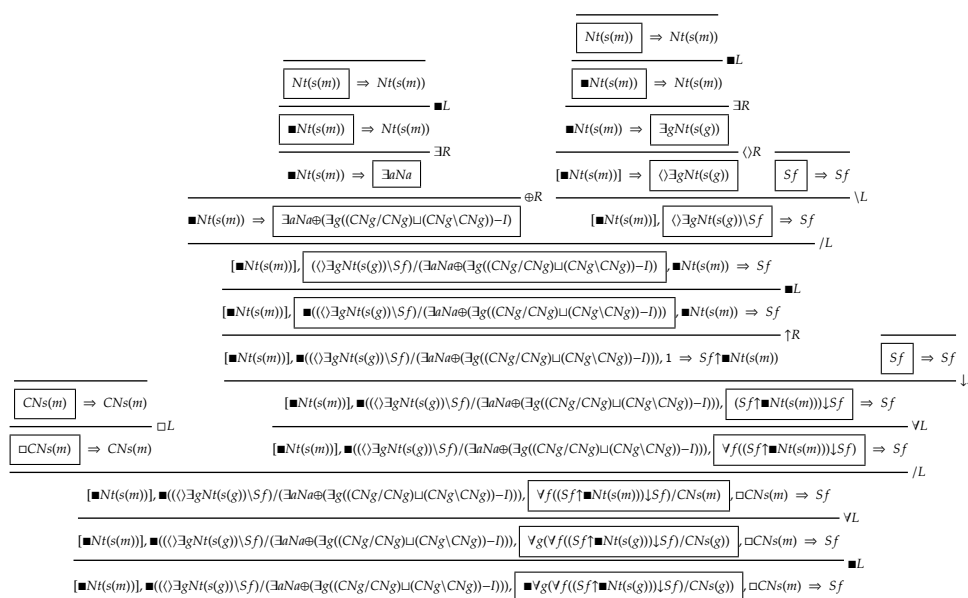 Nt(s(m)) ⇒ Nt(s(m))
■L
Nt(s(m)) ⇒ Nt(s(m))
■L
■Nt(s(m)) ⇒ Nt(s(m))
∃R
■Nt(s(m)) ⇒ Nt(s(m))
∃R
■Nt(s(m)) ⇒ ∃gNt(s(g))
⟨⟩R
■Nt(s(m)) ⇒ ∃aNa
⊕R
[■Nt(s(m))] ⇒ ⟨⟩∃gNt(s(g))
Sf ⇒ Sf
\L
■Nt(s(m)) ⇒ ∃aNa⊕(∃g((CNg/CNg)⊔(CNg\CNg))−I)
[■Nt(s(m))], ⟨⟩∃gNt(s(g))\Sf ⇒ Sf
/L
[■Nt(s(m))], (⟨⟩∃gNt(s(g))\Sf)/(∃aNa⊕(∃g((CNg/CNg)⊔(CNg\CNg))−I)), ■Nt(s(m)) ⇒ Sf
■L
[■Nt(s(m))], ■((⟨⟩∃gNt(s(g))\Sf)/(∃aNa⊕(∃g((CNg/CNg)⊔(CNg\CNg))−I))), ■Nt(s(m)) ⇒ Sf
↑R
[■Nt(s(m))], ■((⟨⟩∃gNt(s(g))\Sf)/(∃aNa⊕(∃g((CNg/CNg)⊔(CNg\CNg))−I))), 1 ⇒ Sf↑■Nt(s(m))
Sf ⇒ Sf
CNs(m) ⇒ CNs(m)
□L
[■Nt(s(m))], ■((⟨⟩∃gNt(s(g))\Sf)/(∃aNa⊕(∃g((CNg/CNg)⊔(CNg\CNg))−I))), (Sf↑■Nt(s(m)))↓Sf ⇒ Sf
∀L
□CNs(m) ⇒ CNs(m)
[■Nt(s(m))], ■((⟨⟩∃gNt(s(g))\Sf)/(∃aNa⊕(∃g((CNg/CNg)⊔(CNg\CNg))−I))), ∀f((Sf↑■Nt(s(m)))↓Sf) ⇒ Sf
/L
[■Nt(s(m))], ■((⟨⟩∃gNt(s(g))\Sf)/(∃aNa⊕(∃g((CNg/CNg)⊔(CNg\CNg))−I))), ∀f((Sf↑■Nt(s(m)))↓Sf)/CNs(m), □CNs(m) ⇒ Sf
∀L
[■Nt(s(m))], ■((⟨⟩∃gNt(s(g))\Sf)/(∃aNa⊕(∃g((CNg/CNg)⊔(CNg\CNg))−I))), ∀g(∀f((Sf↑■Nt(s(g)))↓Sf)/CNs(g)), □CNs(m) ⇒ Sf
■L
[■Nt(s(m))], ■((⟨⟩∃gNt(s(g))\Sf)/(∃aNa⊕(∃g((CNg/CNg)⊔(CNg\CNg))−I))), ■∀g(∀f((Sf↑■Nt(s(g)))↓Sf)/CNs(g)), □CNs(m) ⇒ Sf